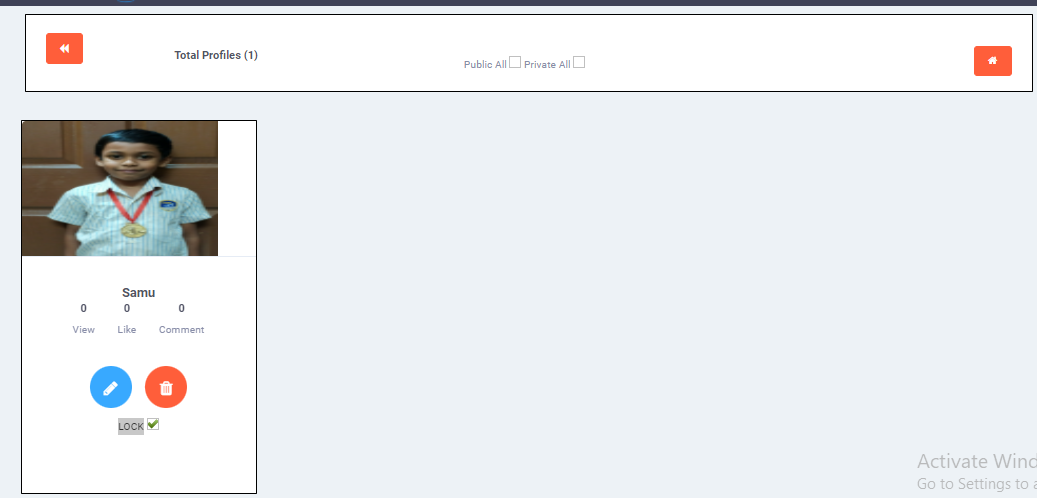 Total Profiles (1)
Public All Private All
Samu
0 0 0
View Like Comment
LOCK
Activate Wind
Go to Settings to a